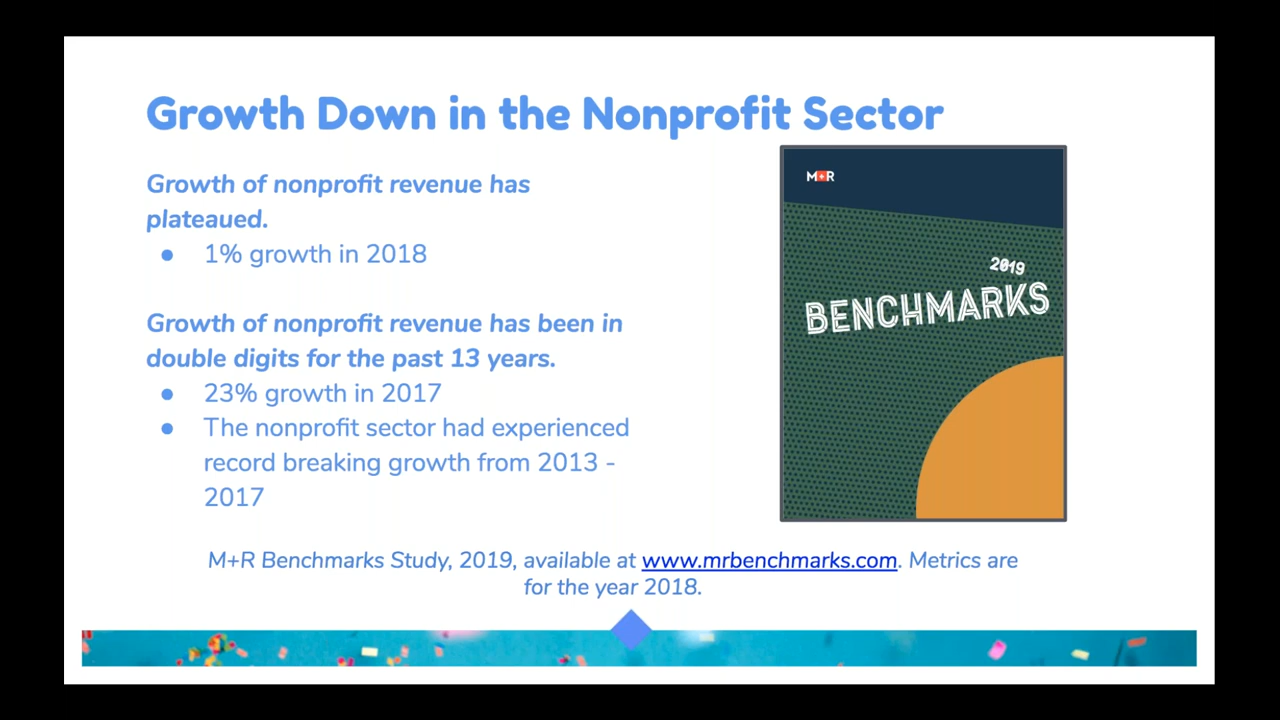 Growth Down in the Nonprofit Sector
Growth of nonprofit revenue has
plateaued.
● 1% growth in 2018
Growth of nonprofit revenue has been in
double digits for the past 13 years.
● 23% growth in 2017
● The nonprofit sector had experienced
record breaking growth from 2013 -
2017
M+R
2019
BENCHMARKS
M+R Benchmarks Study, 2019, available at www.mrbenchmarks.com. Metrics are
for the year 2018.